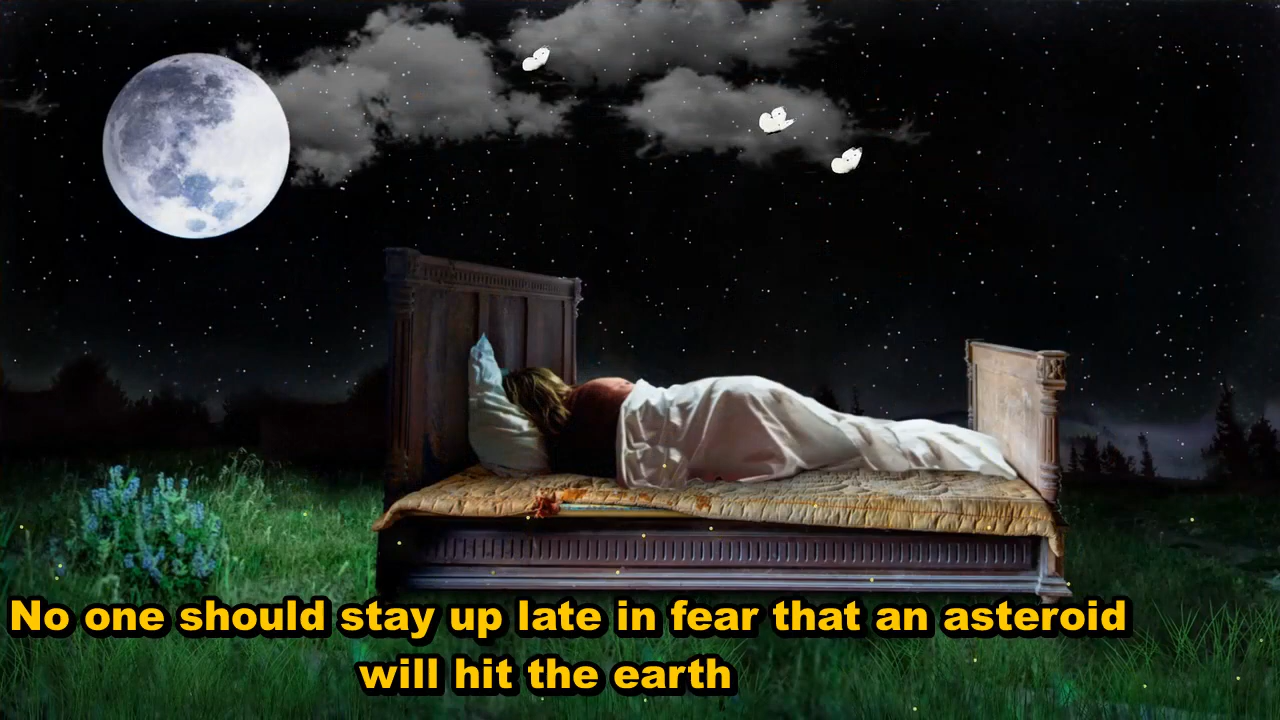 No one should stay up late in fear that an asteroid
will hit the earth